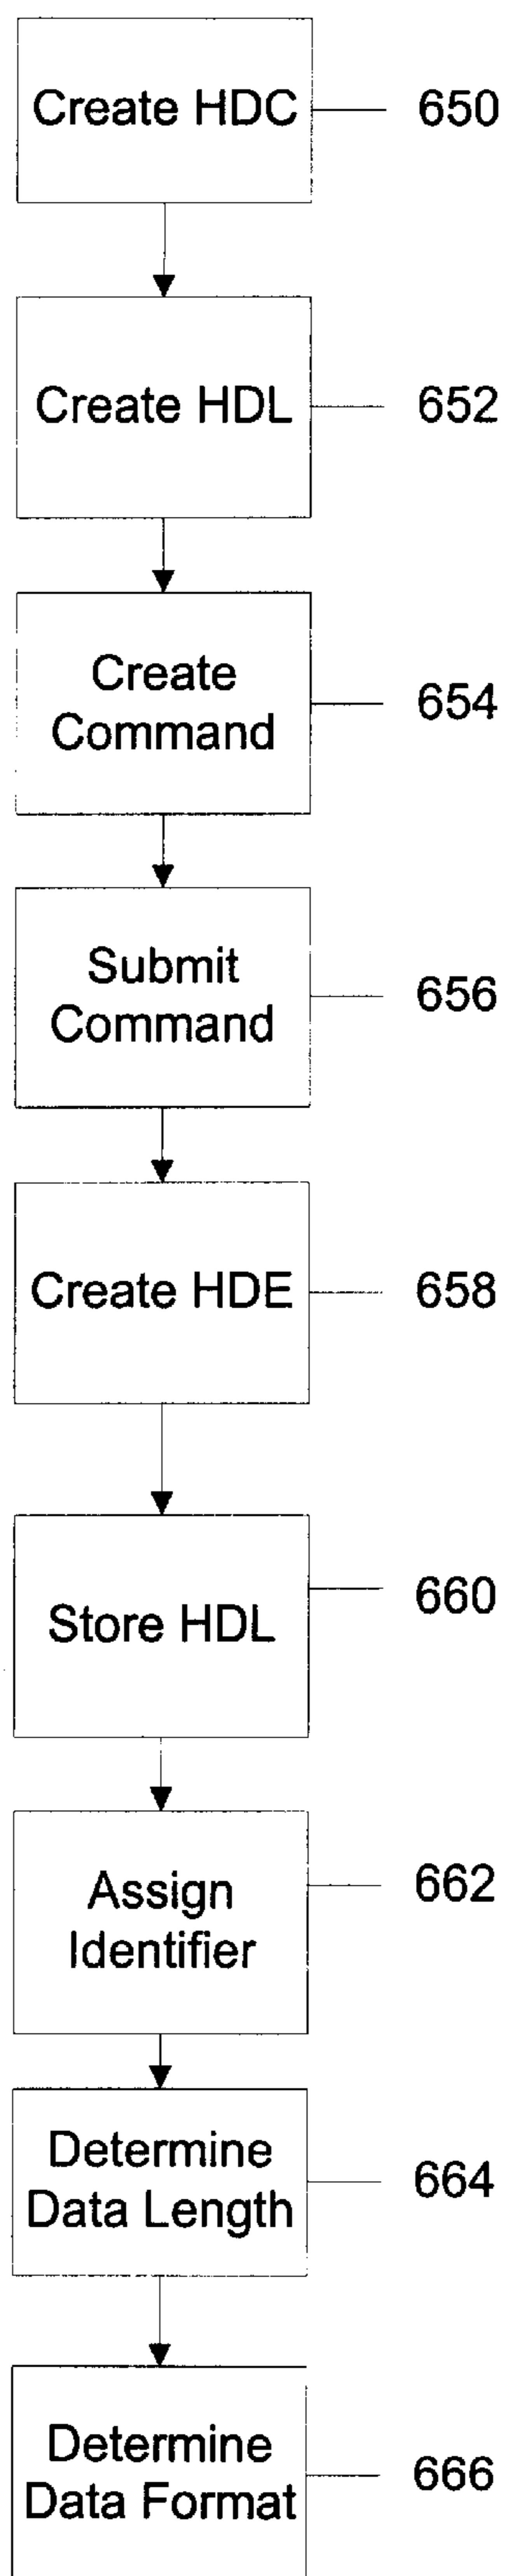 Create HDC 650
Create HDL 652
Create
Command
654
Submit
Command
656
Create HDE 658
Store HDL
660
Assign
Identifier
662
Determine
Data Length
664
Determine
Data Format
666